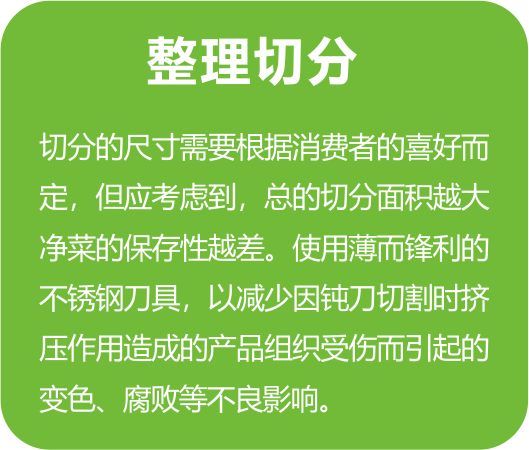 整理切分
切分的尺寸需要根据消费者的喜好而
定，但应考虑到，总的切分面积越大
净菜的保存性越差。使用薄而锋利的
不锈钢刀具，以减少因钝刀切割时挤
压作用造成的产品组织受伤而引起的
变色、腐败等不良影响。